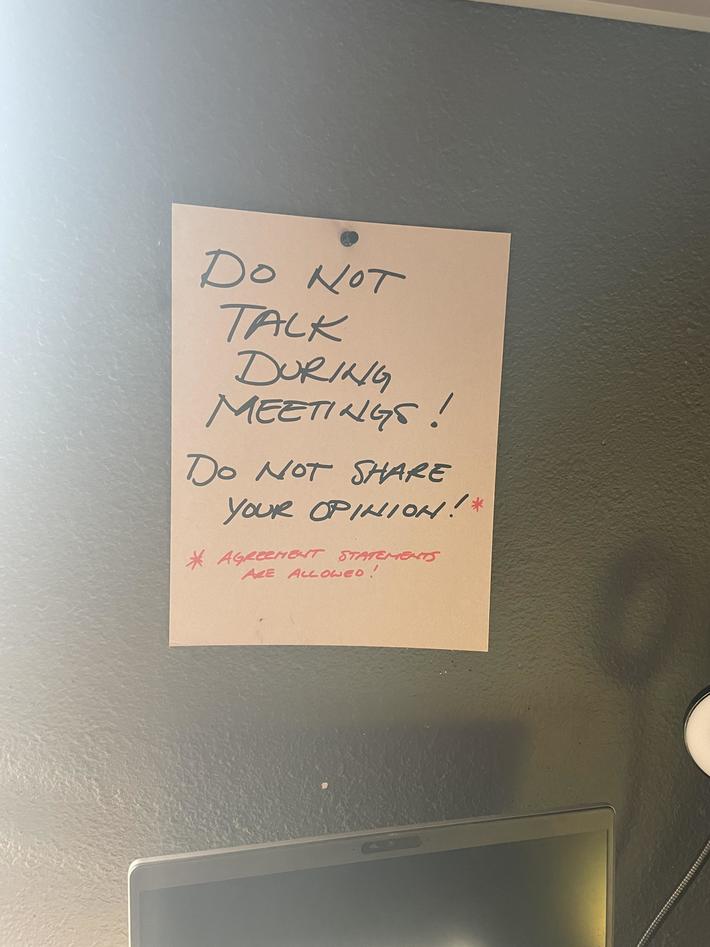 DO NOT
TALK
DURING
MEETINGS!
DO NOT SHARE
YOUR OPINION!*
* AGREEMENT STATEMENTS
ARE ALLOWED!